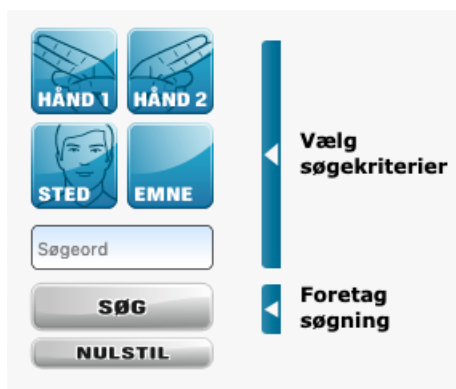 HÅND 1
HÅND 2
STED
EMNE
Vælg
søgekriterier
Søgeord
SØG
NULSTIL
Foretag
søgning